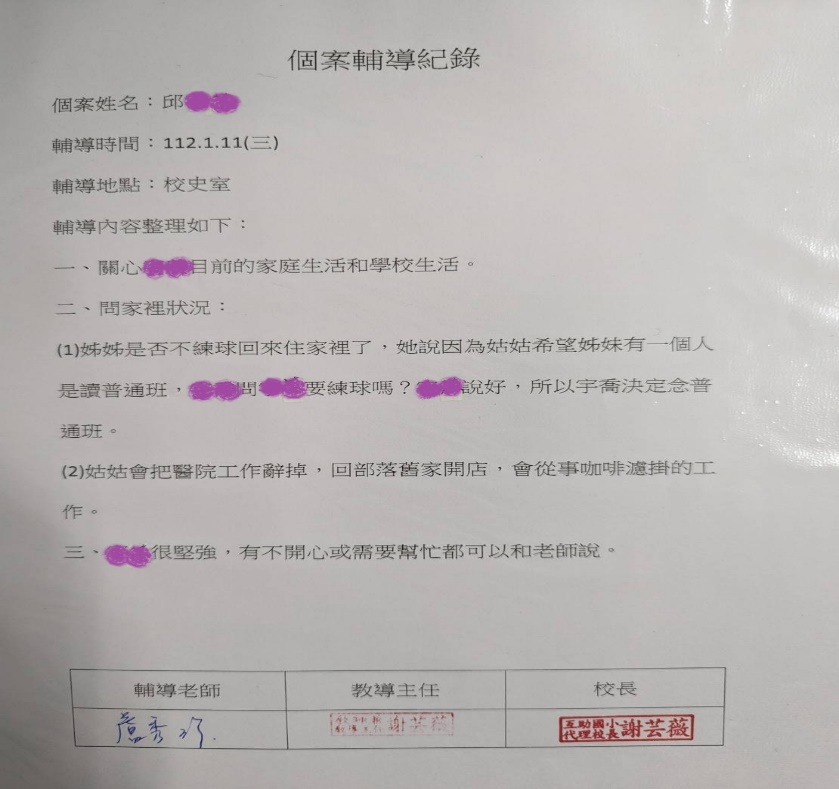 個案輔導紀錄
個案姓名：邱
輔導時間：112.1.11(三)
輔導地點：校史室
輔導內容整理如下：
一、關心目前的家庭生活和學校生活。
二、問家裡狀況：
(1)姊姊是否不練球回來住家裡了，她說因為姑姑希望姊妹有一個人
是讀普通班，問要練球嗎？說好，所以宇喬決定念普
通班。
(2)姑姑會把醫院工作辭掉，回部落舊家開店，會從事咖啡濾掛的工
作。
三、很堅強，有不開心或需要幫忙都可以和老師說。
輔導老師 教導主任 校長
秀 謝芸薇 互助國小代理校長謝芸薇